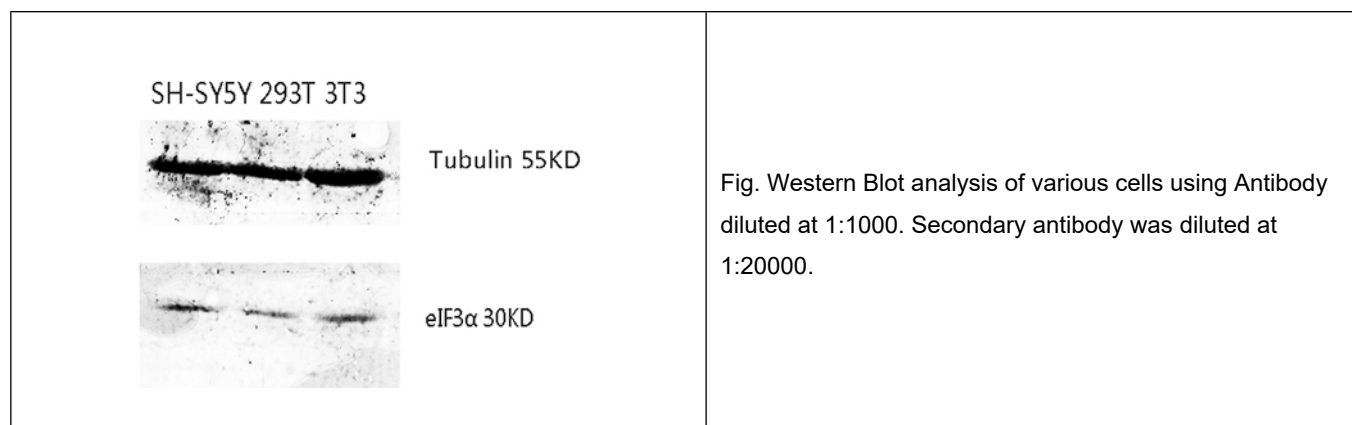 SH-SY5Y 293T 3T3
Tubulin 55KD
eIF3α 30KD
Fig. Western Blot analysis of various cells using Antibody
diluted at 1:1000. Secondary antibody was diluted at
1:20000.